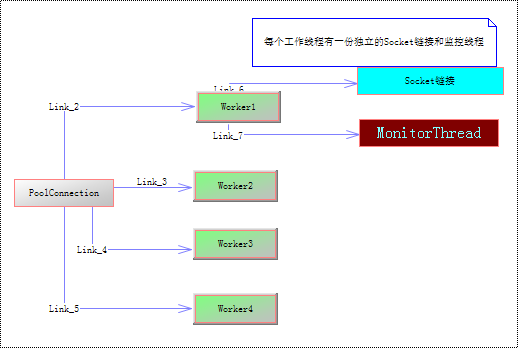 每个工作线程有一份独立的Socket链接和监控线程
Link_6
Socket链接
Link_2
Worker1
Link_7
MonitorThread
Link_3
Worker2
PoolConnection
Link_4
Worker3
Link_5
Worker4